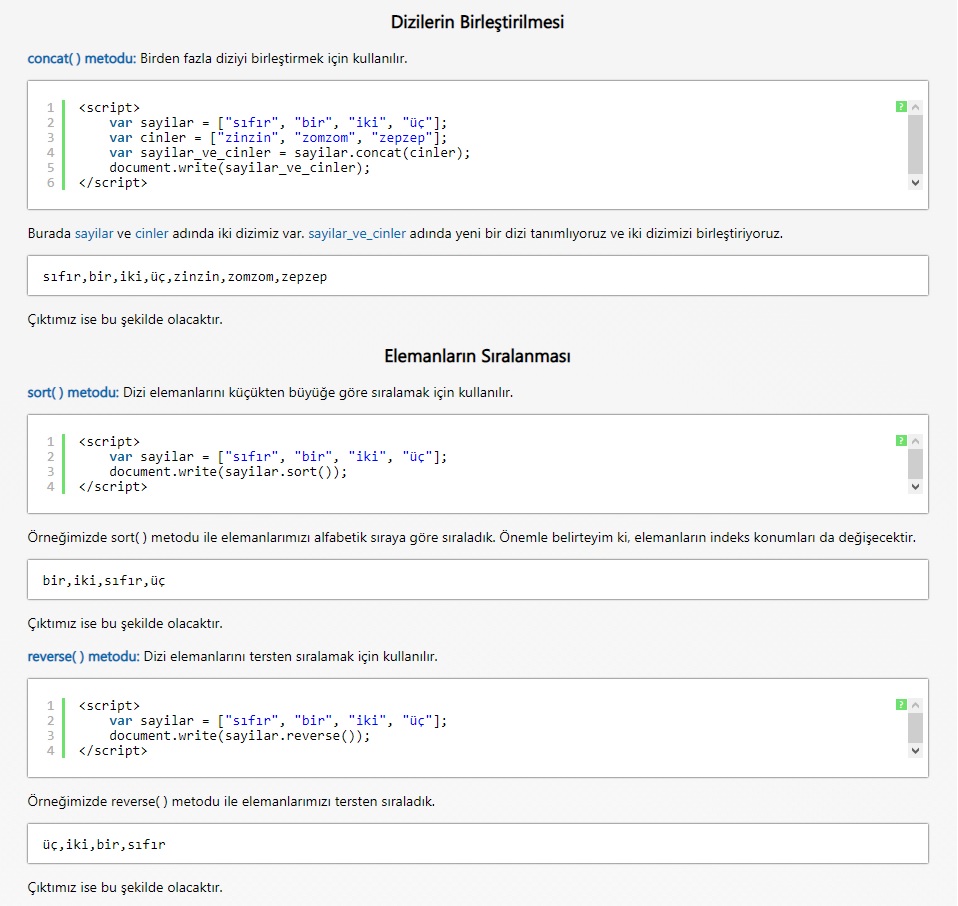 Dizilerin Birleştirilmesi
concat( ) metodu: Birden fazla diziyi birleştirmek için kullanılır.
1 <script>
2 var sayilar = ["sıfır", "bir", "iki", "üç"];
3 var cinler = ["zinzin", "zomzom", "zepzep"];
4 var sayilar_ve_cinler = sayilar.concat(cinler);
5 document.write(sayilar_ve_cinler);
6 </script>
?
Burada sayilar ve cinler adında iki dizimiz var. sayilar_ve_cinler adında yeni bir dizi tanımlıyoruz ve iki dizimizi birleştiriyoruz.
sıfır,bir,iki,üç,zinzin,zomzom,zepzep
Çıktımız ise bu şekilde olacaktır.
Elemanların Sıralanması
sort( ) metodu: Dizi elemanlarını küçükten büyüğe göre sıralamak için kullanılır.
1 <script>
2 var sayilar = ["sıfır", "bir", "iki", "üç"];
3 document.write(sayilar.sort());
4 </script>
?
Örneğimizde sort( ) metodu ile elemanlarımızı alfabetik sıraya göre sıraladık. Önemle belirteyim ki, elemanların indeks konumları da değişecektir.
bir,iki,sıfır,üç
Çıktımız ise bu şekilde olacaktır.
reverse( ) metodu: Dizi elemanlarını tersten sıralamak için kullanılır.
1 <script>
2 var sayilar = ["sıfır", "bir", "iki", "üç"];
3 document.write(sayilar.reverse());
4 </script>
?
Örneğimizde reverse( ) metodu ile elemanlarımızı tersten sıraladık.
üç,iki,bir,sıfır
Çıktımız ise bu şekilde olacaktır.